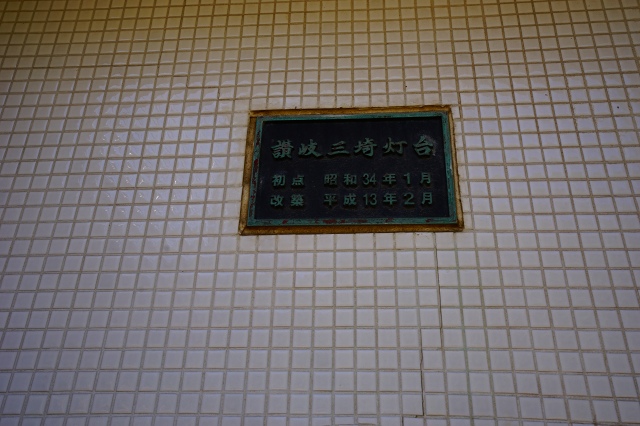 讃岐三埼灯台
初点 昭和34年1月
改築 平成13年2月